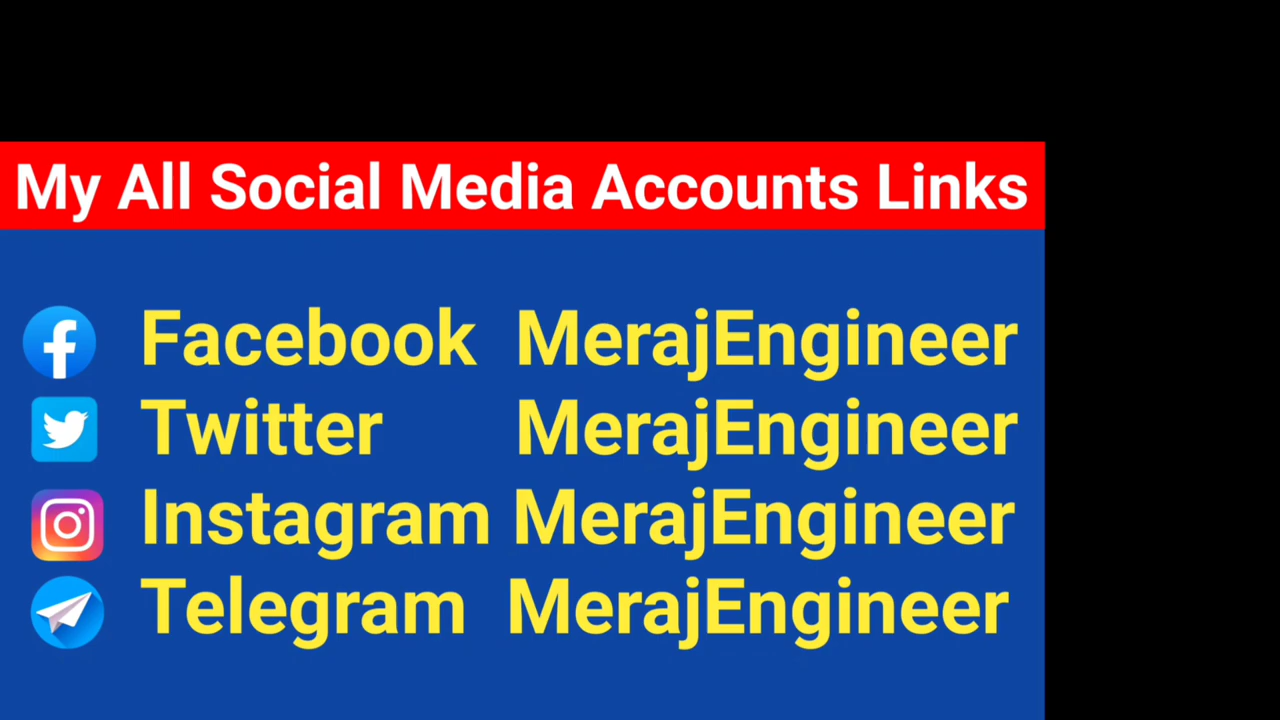 My All Social Media Accounts Links
Facebook MerajEngineer
Twitter MerajEngineer
Instagram MerajEngineer
Telegram MerajEngineer